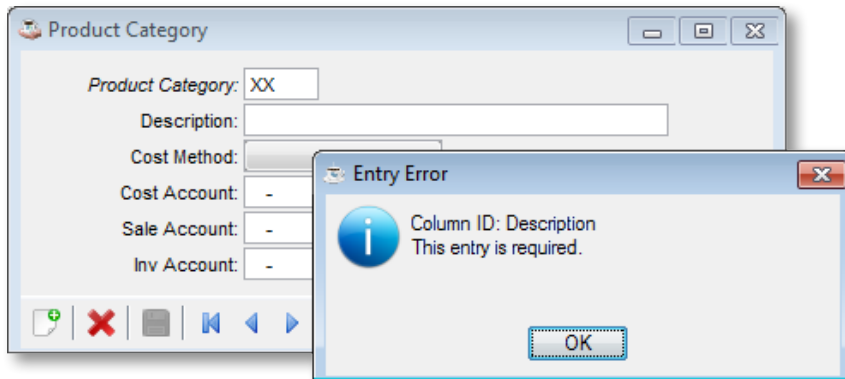 Product Category
Product Category: XX
Description:
Cost Method:
Cost Account: -
Sale Account: -
Inv Account: -
Entry Error
Column ID: Description
This entry is required.
OK